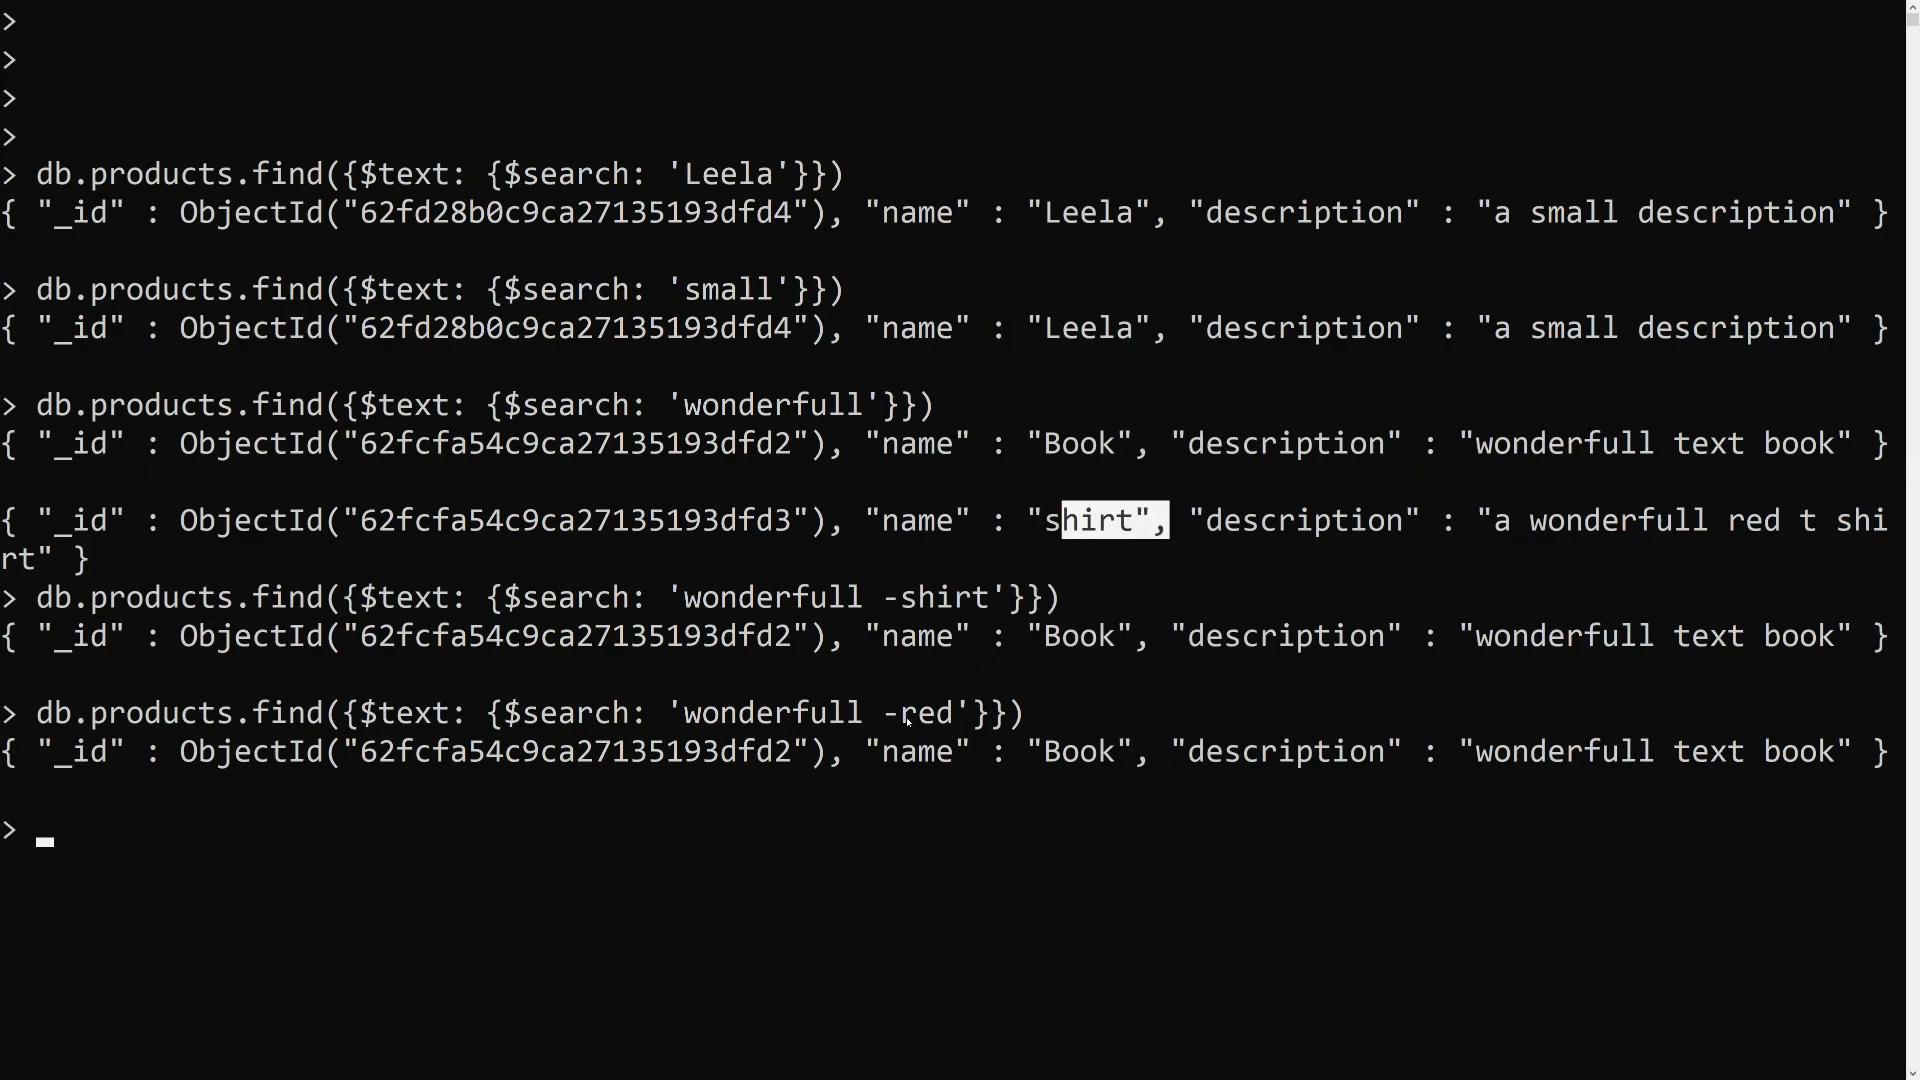 >
>
>
>
> db.products.find({$text: {$search: 'Leela'}})
{ "_id" : ObjectId("62fd28b0c9ca27135193dfd4"), "name" : "Leela", "description" : "a small description" }
> db.products.find({$text: {$search: 'small'}})
{ "_id" : ObjectId("62fd28b0c9ca27135193dfd4"), "name" : "Leela", "description" : "a small description" }
> db.products.find({$text: {$search: 'wonderfull'}})
{ "_id" : ObjectId("62fcfa54c9ca27135193dfd2"), "name" : "Book", "description" : "wonderfull text book" }
{ "_id" : ObjectId("62fcfa54c9ca27135193dfd3"), "name" : "shirt", "description" : "a wonderfull red t shi
rt" }
> db.products.find({$text: {$search: 'wonderfull -shirt'}})
{ "_id" : ObjectId("62fcfa54c9ca27135193dfd2"), "name" : "Book", "description" : "wonderfull text book" }
> db.products.find({$text: {$search: 'wonderfull -red'}})
{ "_id" : ObjectId("62fcfa54c9ca27135193dfd2"), "name" : "Book", "description" : "wonderfull text book" }
>